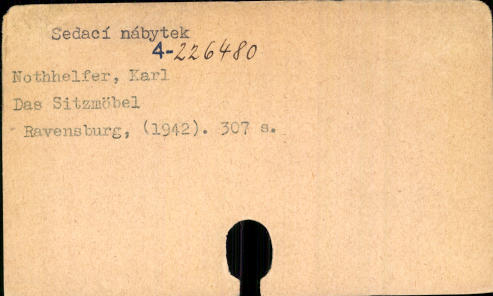 Sedací nábytek
4-226480
Nothhelfer, Karl
Das Sitzmöbel
Ravensburg, (1942). 307 s.